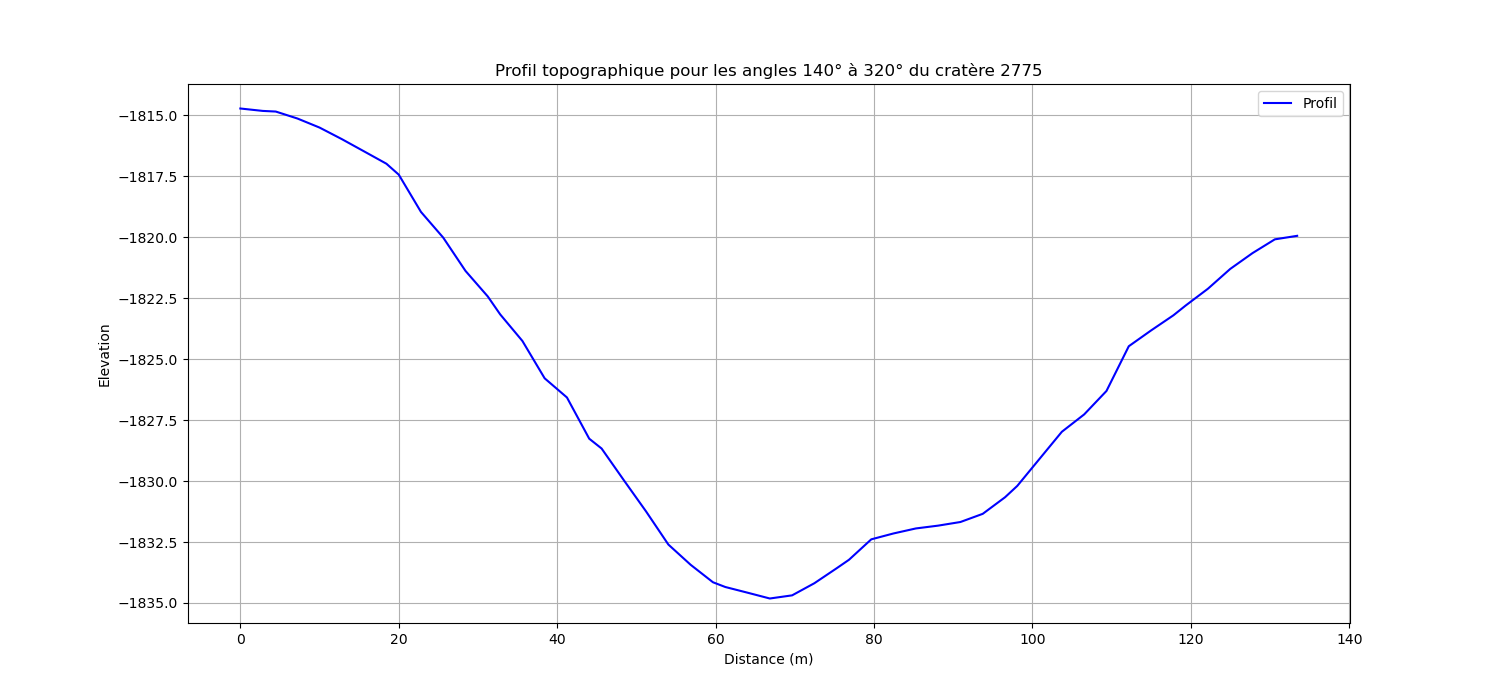 Profil topographique pour les angles 140° à 320° du cratère 2775
Profil
−1815.0
−1817.5
−1820.0
−1822.5
−1825.0
−1827.5
−1830.0
−1832.5
−1835.0
Elevation
0 20 40 60 80 100 120 140
Distance (m)